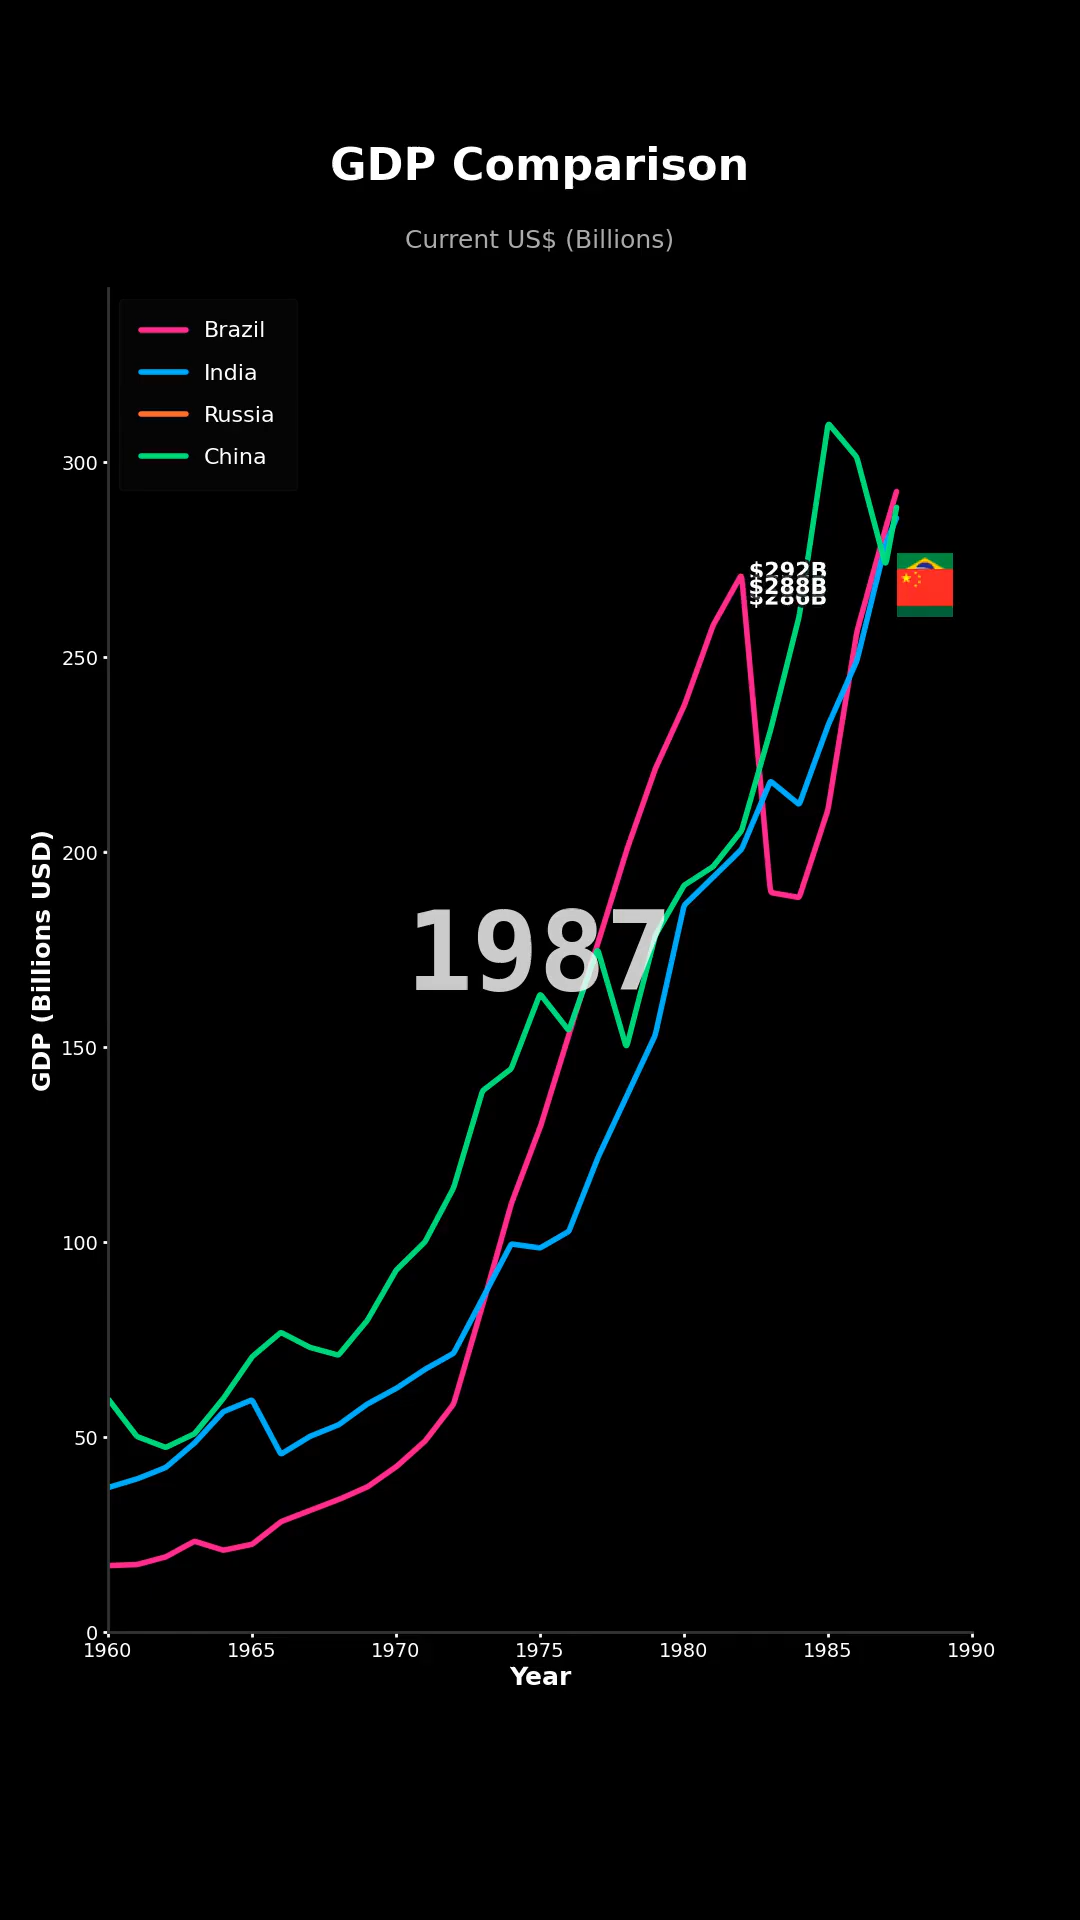 GDP Comparison
Current US$ (Billions)
Brazil
India
Russia
China
300
250
200
150
100
50
0
GDP (Billions USD)
$292B
$288B
1987
1960
1965
1970
1975
1980
1985
1990
Year